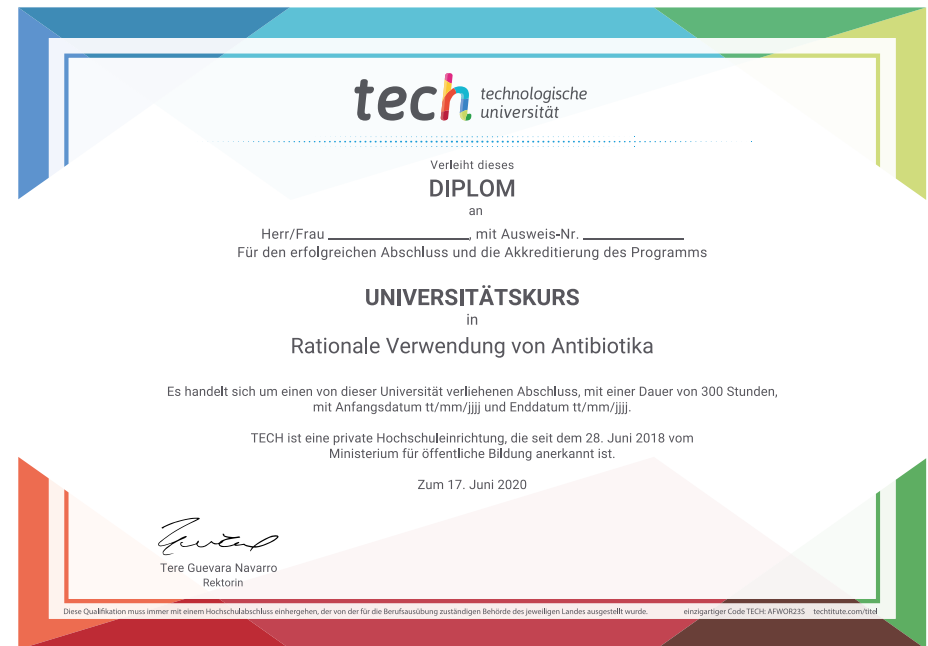 tech technologische
universität
Verleiht dieses
DIPLOM
an
Herr/Frau ____________________, mit Ausweis-Nr. ______________
Für den erfolgreichen Abschluss und die Akkreditierung des Programms
UNIVERSITÄTSKURS
in
Rationale Verwendung von Antibiotika
Es handelt sich um einen von dieser Universität verliehenen Abschluss, mit einer Dauer von 300 Stunden,
mit Anfangsdatum tt/mm/jjjj und Enddatum tt/mm/jjjj.
TECH ist eine private Hochschuleinrichtung, die seit dem 28. Juni 2018 vom
Ministerium für öffentliche Bildung anerkannt ist.
Zum 17. Juni 2020
Tere Guevara Navarro
Rektorin
Diese Qualifikation muss immer mit einem Hochschulabschluss einhergehen, der von der für die Berufsausübung zuständigen Behörde des jeweiligen Landes ausgestellt wurde. einzigartiger Code TECH: AFWOR23S techtitute.com/titel